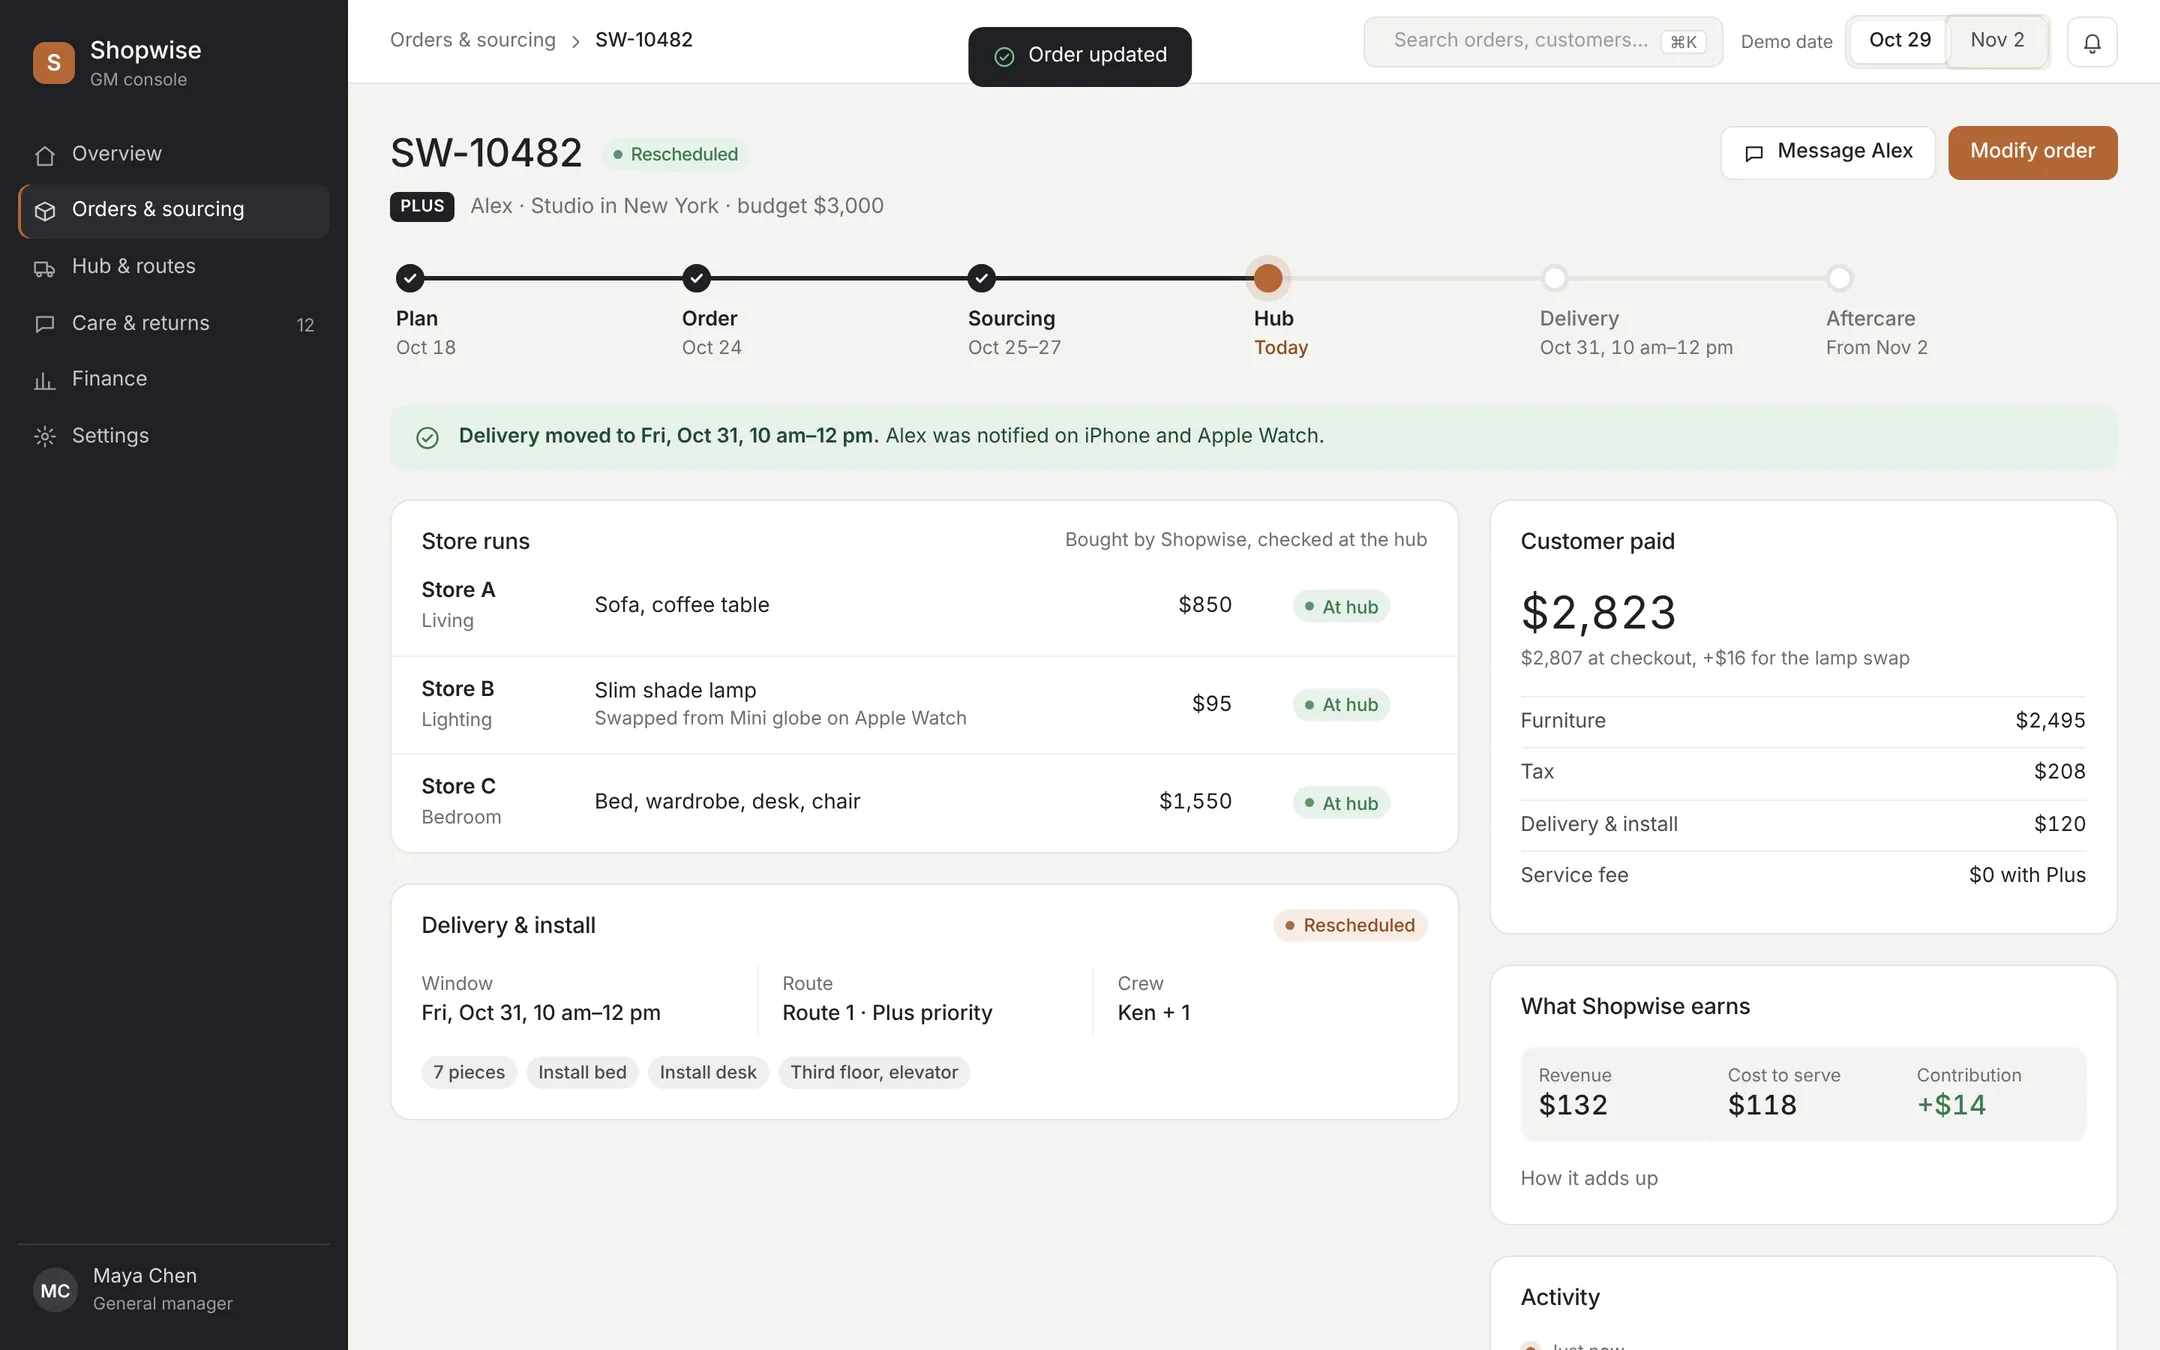 S
Shopwise
GM console
Overview
Orders & sourcing
Hub & routes
Care & returns 12
Finance
Settings
MC
Maya Chen
General manager
Orders & sourcing > SW-10482
Order updated
Search orders, customers... ⌘K
Demo date
Oct 29
Nov 2
SW-10482
Rescheduled
Message Alex
Modify order
PLUS Alex · Studio in New York · budget $3,000
Plan
Oct 18
Order
Oct 24
Sourcing
Oct 25–27
Hub
Today
Delivery
Oct 31, 10 am–12 pm
Aftercare
From Nov 2
Delivery moved to Fri, Oct 31, 10 am–12 pm. Alex was notified on iPhone and Apple Watch.
Store runs
Bought by Shopwise, checked at the hub
Store A
Living
Sofa, coffee table
$850
At hub
Store B
Lighting
Slim shade lamp
Swapped from Mini globe on Apple Watch
$95
At hub
Store C
Bedroom
Bed, wardrobe, desk, chair
$1,550
At hub
Delivery & install
Rescheduled
Window
Fri, Oct 31, 10 am–12 pm
Route
Route 1 · Plus priority
Crew
Ken + 1
7 pieces
Install bed
Install desk
Third floor, elevator
Customer paid
$2,823
$2,807 at checkout, +$16 for the lamp swap
Furniture $2,495
Tax $208
Delivery & install $120
Service fee $0 with Plus
What Shopwise earns
Revenue
$132
Cost to serve
$118
Contribution
+$14
How it adds up
Activity
Just now